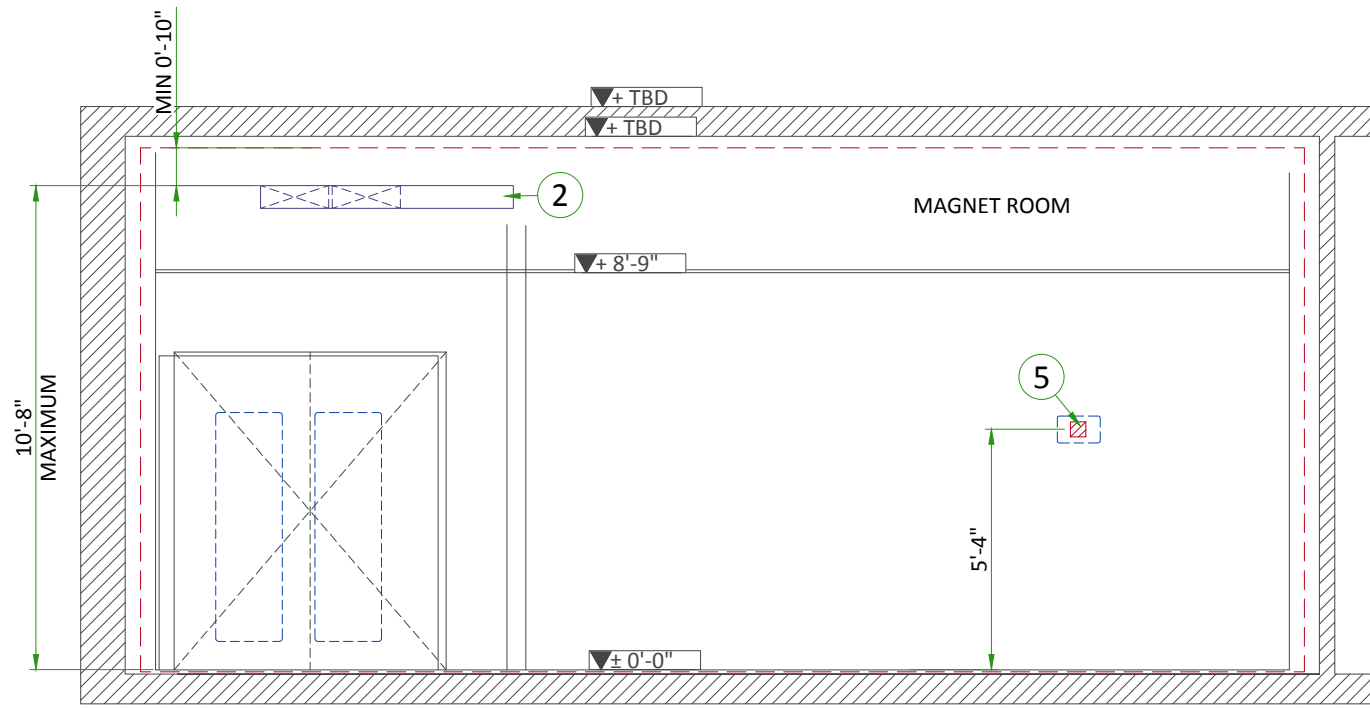 MIN 0'-10"
+ TBD
+ TBD
2
MAGNET ROOM
+ 8'-9"
5
10'-8"
MAXIMUM
5'-4"
± 0'-0"